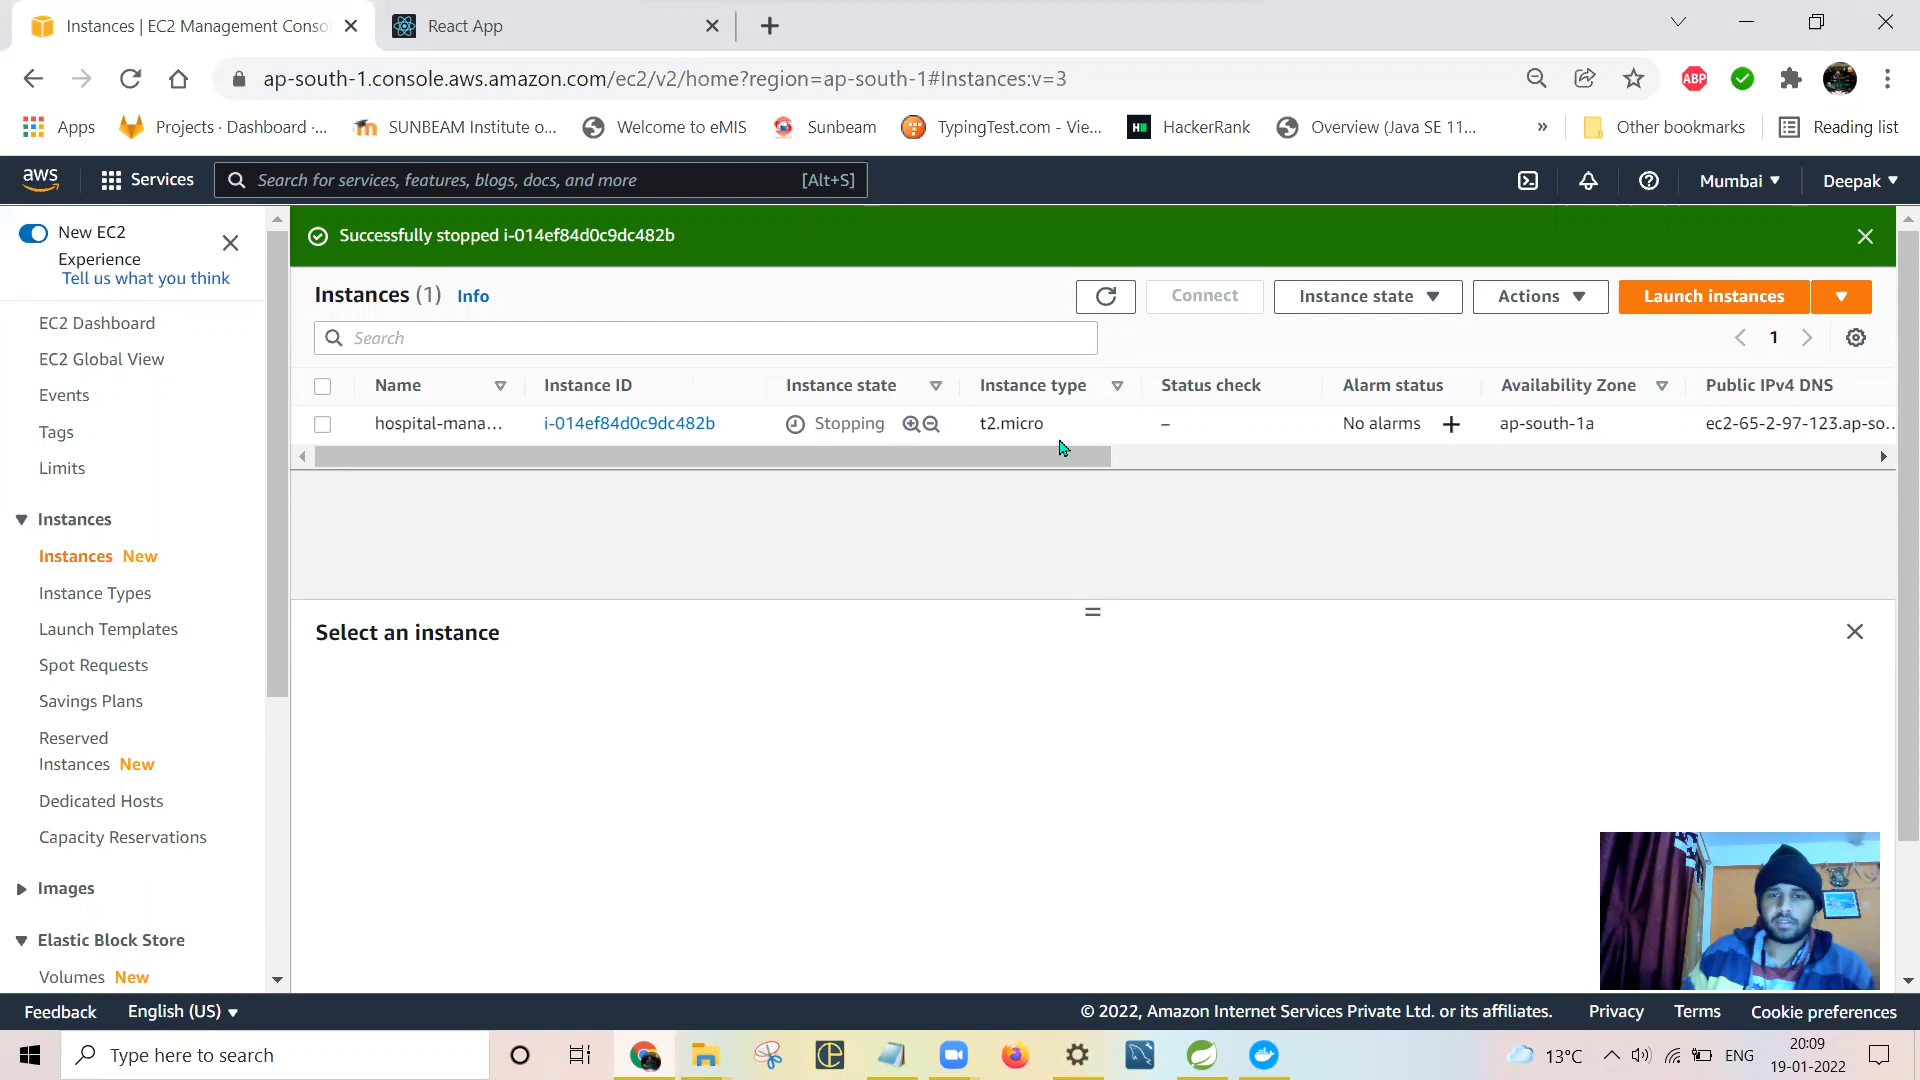 Instances | EC2 Management Conso
React App
ap-south-1.console.aws.amazon.com/ec2/v2/home?region=ap-south-1#Instances:v=3
ABP
Apps
Projects · Dashboard ·...
SUNBEAM Institute o...
Welcome to eMIS
Sunbeam
TypingTest.com - Vie...
HackerRank
Overview (Java SE 11...
»
Other bookmarks
Reading list
aws
Services
Search for services, features, blogs, docs, and more
[Alt+S]
Mumbai
Deepak
New EC2
Experience
Tell us what you think
EC2 Dashboard
EC2 Global View
Events
Tags
Limits
Instances
Instances New
Instance Types
Launch Templates
Spot Requests
Savings Plans
Reserved
Instances New
Dedicated Hosts
Capacity Reservations
Images
Elastic Block Store
Volumes New
Successfully stopped i-014ef84d0c9dc482b
Instances (1) Info
Connect
Instance state
Actions
Launch instances
Search
1
Name
Instance ID
Instance state
Instance type
Status check
Alarm status
Availability Zone
Public IPv4 DNS
hospital-mana...
i-014ef84d0c9dc482b
Stopping
t2.micro
–
No alarms
ap-south-1a
ec2-65-2-97-123.ap-so...
Select an instance
Feedback
English (US)
© 2022, Amazon Internet Services Private Ltd. or its affiliates.
Privacy
Terms
Cookie preferences
Type here to search
13°C
ENG
20:09
19-01-2022